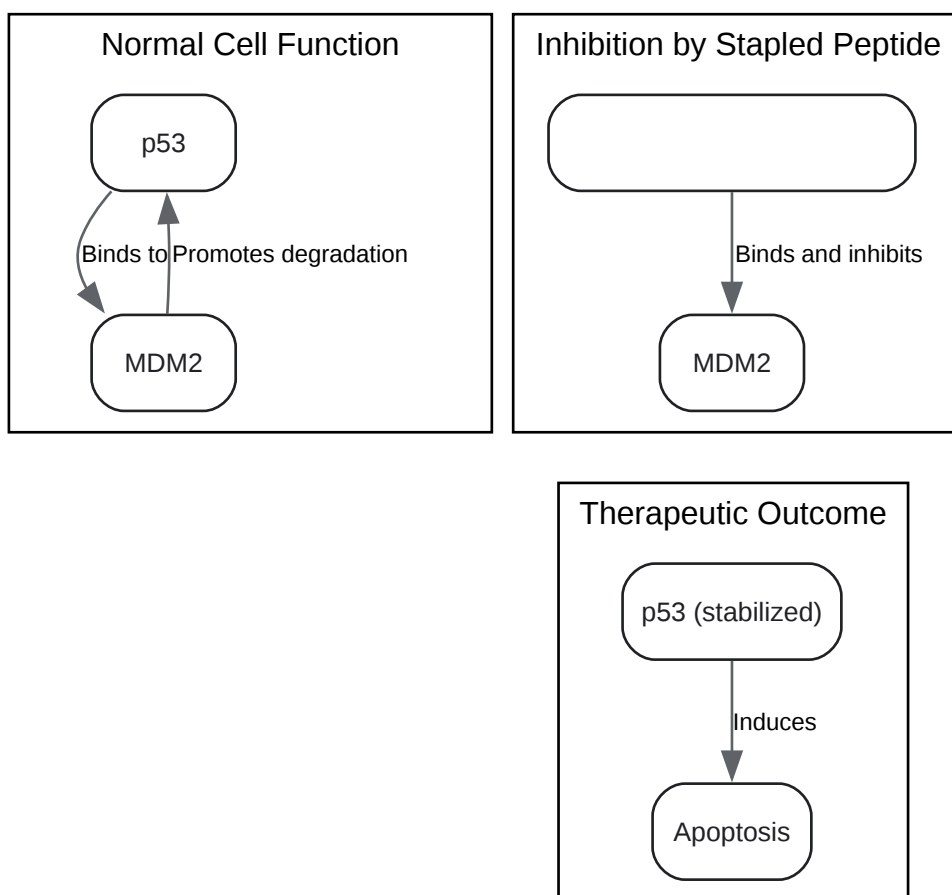 Normal Cell Function
p53
Binds to
Promotes degradation
MDM2
Inhibition by Stapled Peptide
Binds and inhibits
MDM2
Therapeutic Outcome
p53 (stabilized)
Induces
Apoptosis